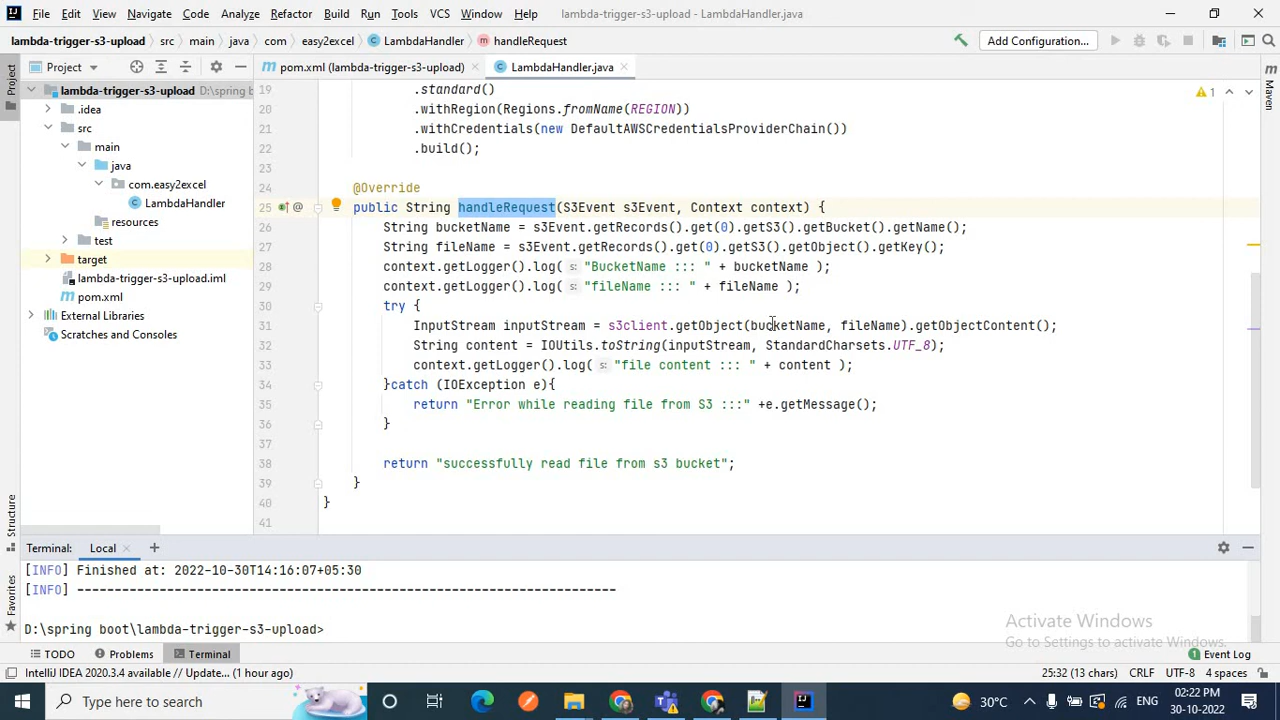 File Edit View Navigate Code Analyze Refactor Build Run Tools VCS Window Help lambda-trigger-s3-upload - LambdaHandler.java
lambda-trigger-s3-upload src main java com easy2excel LambdaHandler handleRequest Add Configuration...
Project pom.xml (lambda-trigger-s3-upload) LambdaHandler.java
Project
Structure
Favorites
Maven
lambda-trigger-s3-upload D:\spring b
.idea
src
main
java
com.easy2excel
LambdaHandler
resources
test
target
lambda-trigger-s3-upload.iml
pom.xml
External Libraries
Scratches and Consoles
1
19 .standard()
20 .withRegion(Regions.fromName(REGION))
21 .withCredentials(new DefaultAWSCredentialsProviderChain())
22 .build();
23
24 @Override
25 @ public String handleRequest(S3Event s3Event, Context context) {
26 String bucketName = s3Event.getRecords().get(0).getS3().getBucket().getName();
27 String fileName = s3Event.getRecords().get(0).getS3().getObject().getKey();
28 context.getLogger().log( s: "BucketName ::: " + bucketName );
29 context.getLogger().log( s: "fileName ::: " + fileName );
30 try {
31 InputStream inputStream = s3client.getObject(bucketName, fileName).getObjectContent();
32 String content = IOUtils.toString(inputStream, StandardCharsets.UTF_8);
33 context.getLogger().log( s: "file content ::: " + content );
34 }catch (IOException e){
35 return "Error while reading file from S3 :::" +e.getMessage();
36 }
37
38 return "successfully read file from s3 bucket";
39 }
40 }
41
Terminal: Local
[INFO] Finished at: 2022-10-30T14:16:07+05:30
[INFO] ------------------------------------------------------------------------
D:\spring boot\lambda-trigger-s3-upload>
Activate Windows
Go to Settings to activate Windows.
TODO Problems Terminal 1 Event Log
IntelliJ IDEA 2020.3.4 available // Update... (1 hour ago) 25:32 (13 chars) CRLF UTF-8 4 spaces
Type here to search 30°C ENG 02:22 PM
30-10-2022